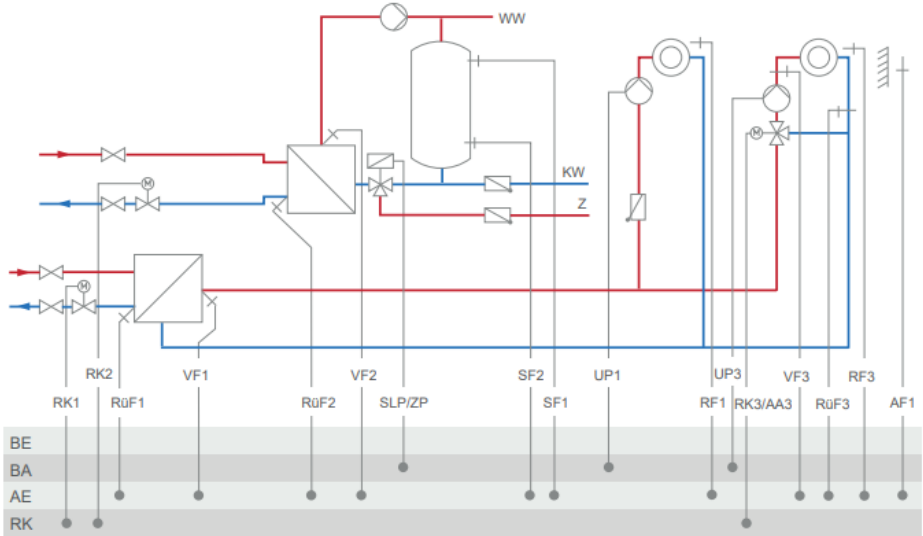 WW
M
KW
M
Z
M
RK2 VF1 VF2 SF2 UP1 UP3 VF3 RF3
RK1 RüF1 RüF2 SLP/ZP SF1 RF1 RK3/AA3 RüF3 AF1
BE
BA
AE
RK